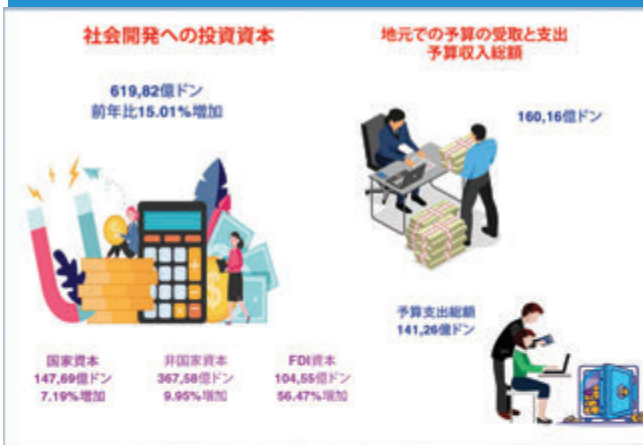 社会開発への投資資本
619,82億ドン
前年比15.01%増加
国家資本
147,69億ドン
7.19%増加
非国家資本
367,58億ドン
9.95%増加
FDI資本
104,55億ドン
56.47%増加
地元での予算の受取と支出
予算収入総額
160,16億ドン
予算支出総額
141,26億ドン